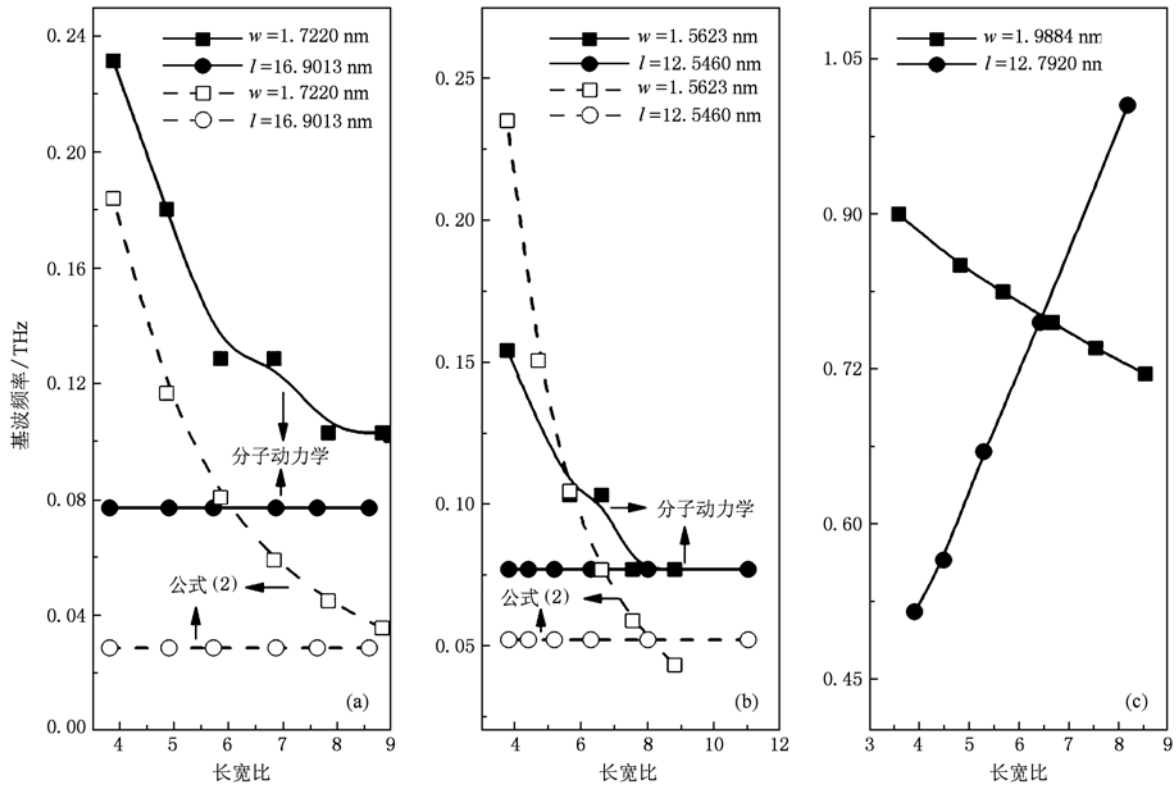 基波频率/THz
0.24
0.20
0.16
0.12
0.08
0.04
0.00
w=1.7220 nm
l=16.9013 nm
w=1.7220 nm
l=16.9013 nm
分子动力学
公式(2)
(a)
4 5 6 7 8 9
长宽比
0.25
0.20
0.15
0.10
0.05
w=1.5623 nm
l=12.5460 nm
w=1.5623 nm
l=12.5460 nm
分子动力学
公式(2)
(b)
4 6 8 10 12
长宽比
1.05
0.90
0.72
0.60
0.45
w=1.9884 nm
l=12.7920 nm
(c)
3 4 5 6 7 8 9
长宽比